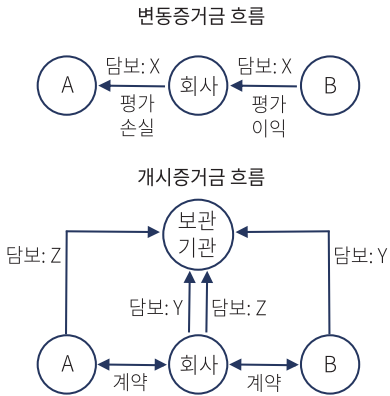 변동증거금 흐름
담보: X
담보: X
A
회사
B
평가
손실
평가
이익
개시증거금 흐름
보관
기관
담보: Z
담보: Y
담보: Y
담보: Z
A
회사
B
계약
계약